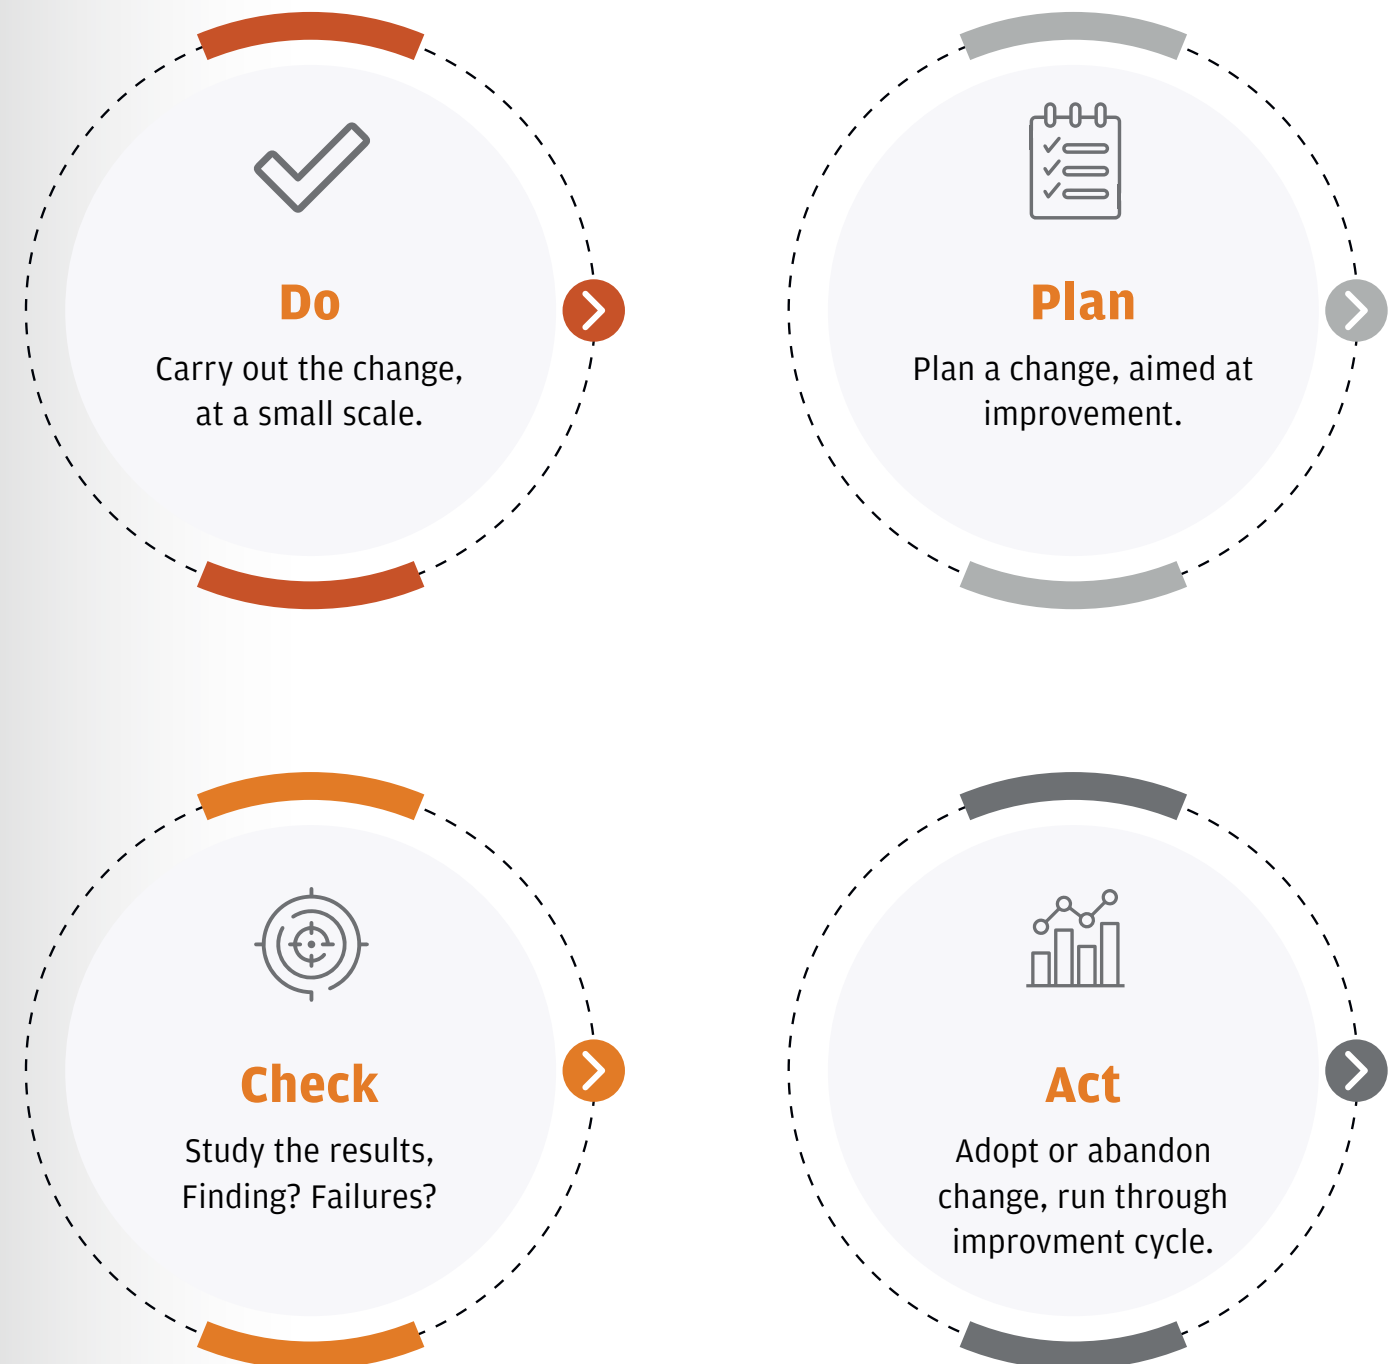 Do
Carry out the change,
at a small scale.
Plan
Plan a change, aimed at
improvement.
Check
Study the results,
Finding? Failures?
Act
Adopt or abandon
change, run through
improvment cycle.